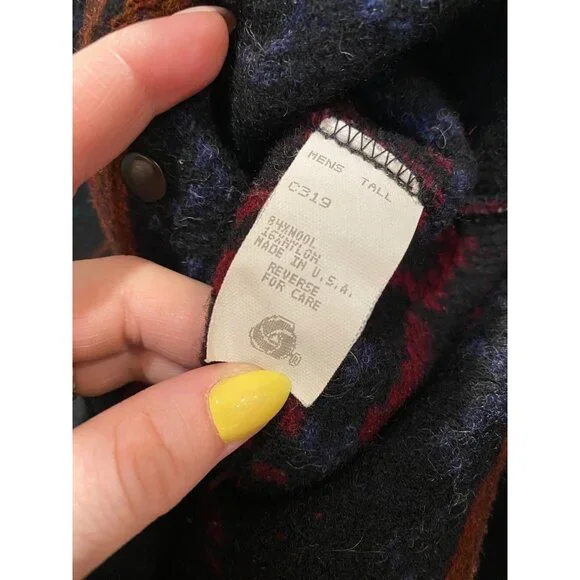 MENS TALL
C319
84%WOOL
16%NYLON
MADE IN U.S.A.
REVERSE
FOR CARE
®